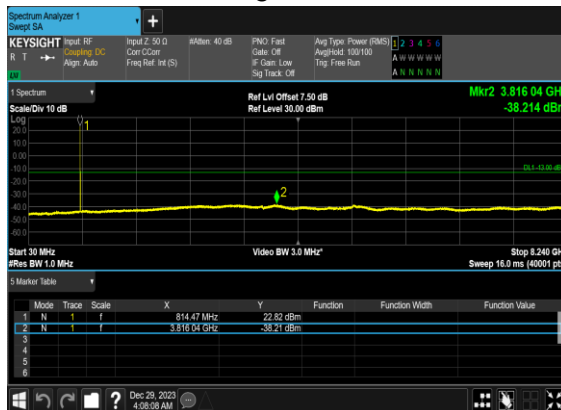 Spectrum Analyzer 1
Swept SA
KEYSIGHT Input: RF Input Z: 50 Ω #Atten: 40 dB PNO: Fast Avg Type: Power (RMS) 1 2 3 4 5 6
R T Coupling: DC Corr CCorr Gate: Off Avg|Hold: 100/100 A W W W W W
Align: Auto Freq Ref: Int (S) IF Gain: Low Trig: Free Run
Sig Track: Off A N N N N N
1 Spectrum Ref Lvl Offset 7.50 dB Mkr2 3.816 04 GH
Scale/Div 10 dB Ref Level 30.00 dBm -38.214 dBr
Log
1
20.0
10.0
0.00
-10.0 DL1 -13.00 dB
-20.0
-30.0 2
-40.0
-50.0
-60.0
Start 30 MHz Video BW 3.0 MHz* Stop 8.240 GH
#Res BW 1.0 MHz Sweep 16.0 ms (40001 pt
5 Marker Table
Mode Trace Scale X Y Function Function Width Function Value
1 N 1 f 814.47 MHz 22.82 dBm
2 N 1 f 3.816 04 GHz -38.21 dBm
3
4
5
6
? Dec 29, 2023
4:08:08 AM